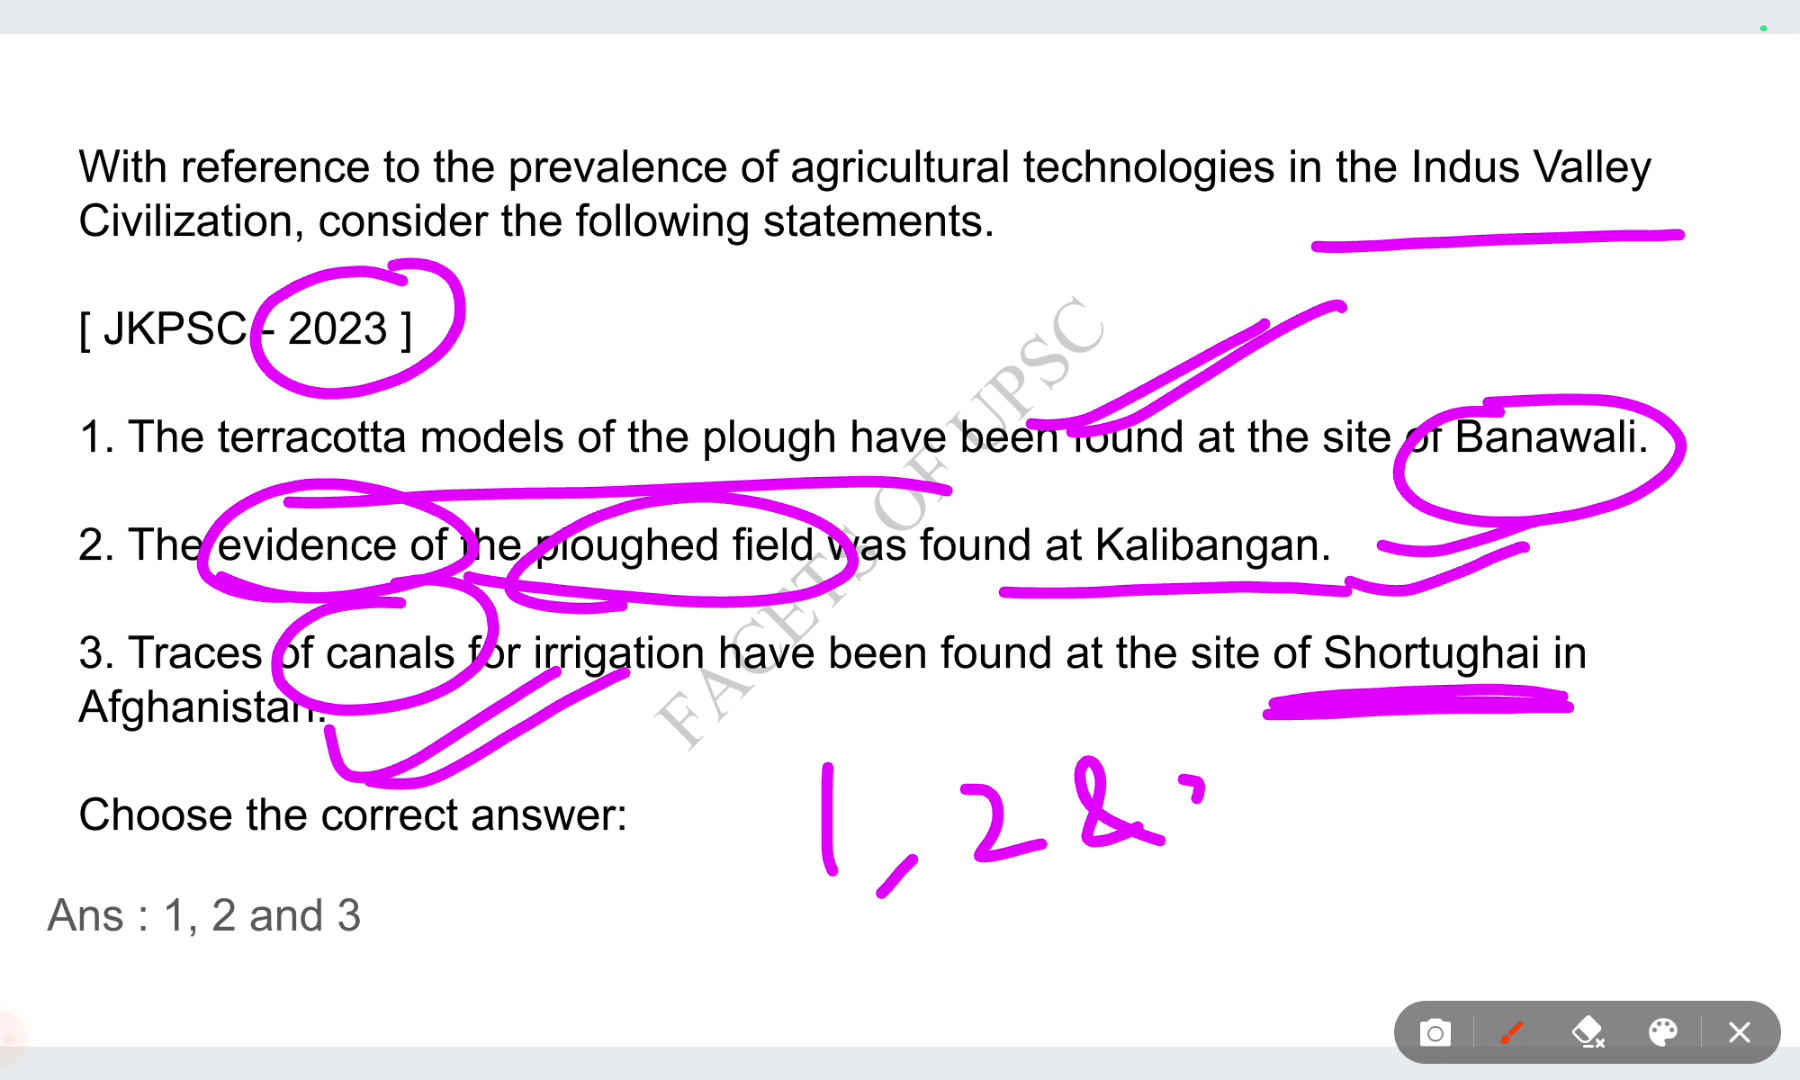 With reference to the prevalence of agricultural technologies in the Indus Valley
Civilization, consider the following statements.
[ JKPSC - 2023 ]
1. The terracotta models of the plough have been found at the site of Banawali.
2. The evidence of the ploughed field was found at Kalibangan.
3. Traces of canals for irrigation have been found at the site of Shortughai in
Afghanistan.
FACETS OF UPSC
1, 2 &
Choose the correct answer:
Ans : 1, 2 and 3